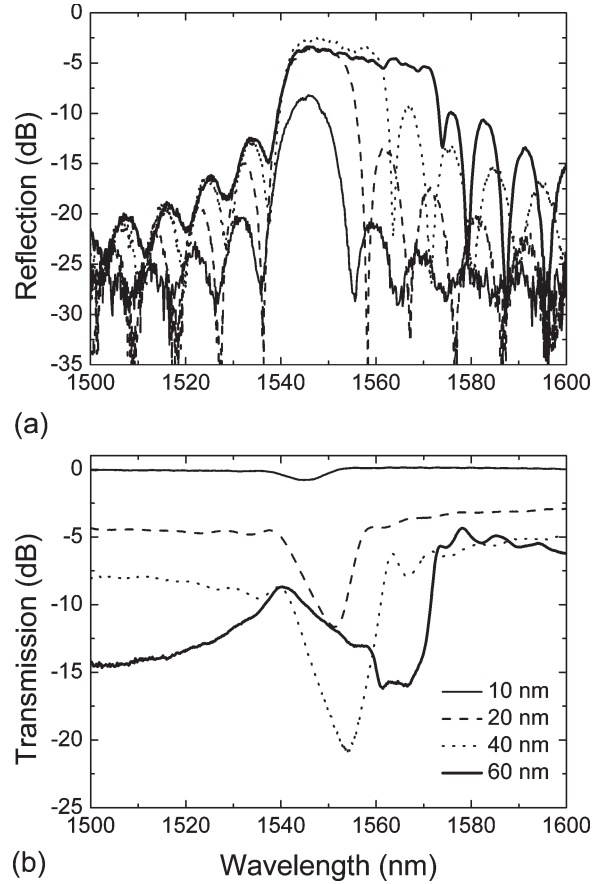 0
-5
-10
-15
-20
-25
-30
-35
Reflection (dB)
1500 1520 1540 1560 1580 1600
(a)
0
-5
-10
-15
-20
-25
Transmission (dB)
10 nm
20 nm
40 nm
60 nm
1500 1520 1540 1560 1580 1600
(b)
Wavelength (nm)